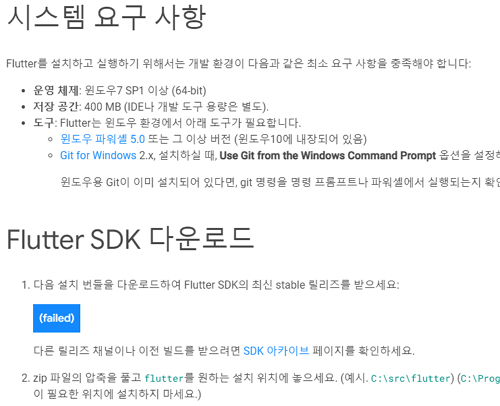 시스템 요구 사항
Flutter를 설치하고 실행하기 위해서는 개발 환경이 다음과 같은 최소 요구 사항을 충족해야 합니다:
• 운영 체제: 윈도우7 SP1 이상 (64-bit)
• 저장 공간: 400 MB (IDE나 개발 도구 용량은 별도).
• 도구: Flutter는 윈도우 환경에서 아래 도구가 필요합니다.
○ 윈도우 파워셸 5.0 또는 그 이상 버전 (윈도우10에 내장되어 있음)
○ Git for Windows 2.x, 설치하실 때, Use Git from the Windows Command Prompt 옵션을 설정하
윈도우용 Git이 이미 설치되어 있다면, git 명령을 명령 프롬프트나 파워셸에서 실행되는지 확인
Flutter SDK 다운로드
1. 다음 설치 번들을 다운로드하여 Flutter SDK의 최신 stable 릴리즈를 받으세요:
(failed)
다른 릴리즈 채널이나 이전 빌드를 받으려면 SDK 아카이브 페이지를 확인하세요.
2. zip 파일의 압축을 풀고 flutter를 원하는 설치 위치에 놓으세요. (예시. C:\src\flutter) (C:\Prog
이 필요한 위치에 설치하지 마세요.)